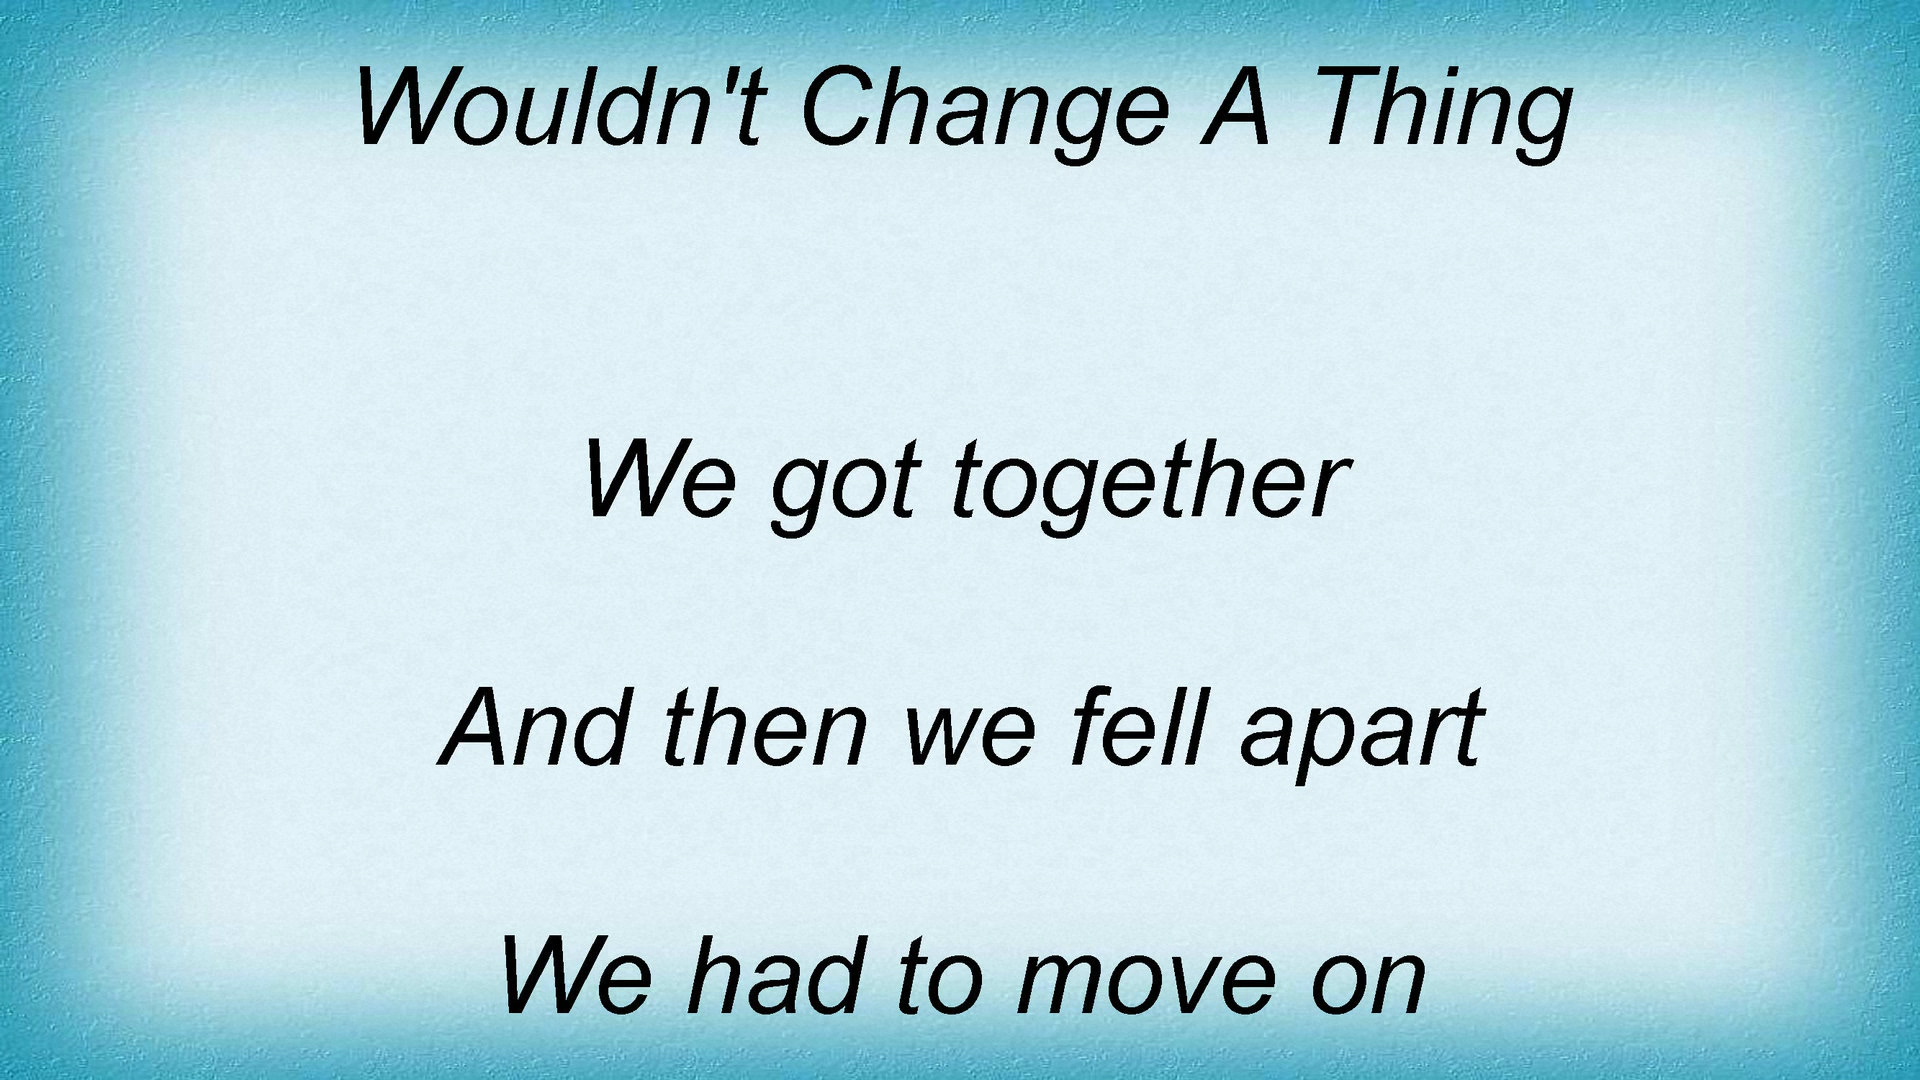 Wouldn't Change A Thing
We got together
And then we fell apart
We had to move on